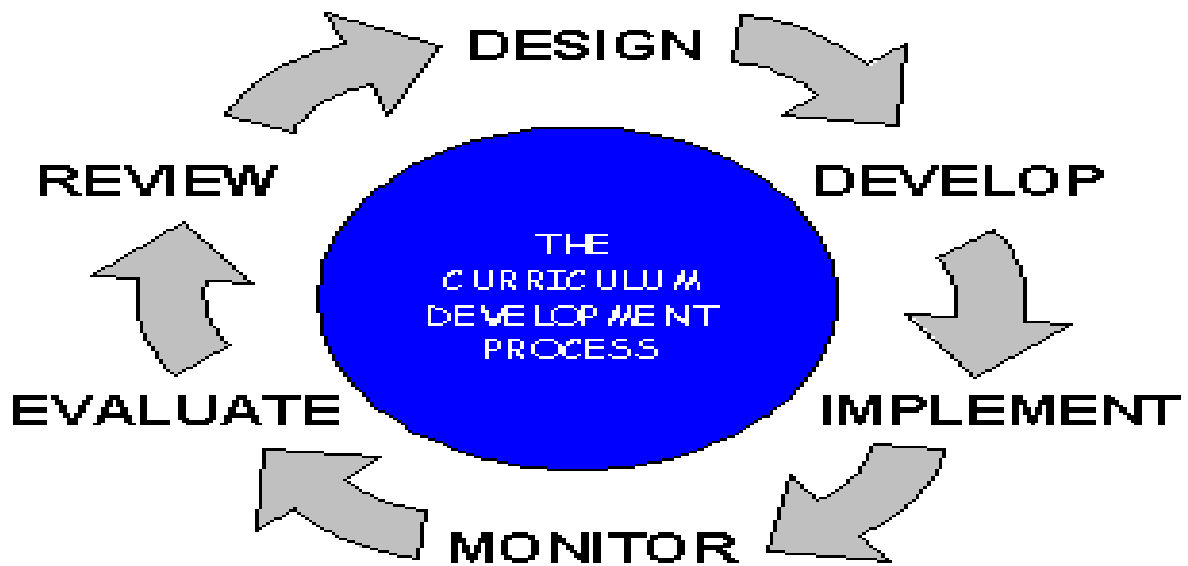 DESIGN
REVIEW
DEVELOP
THE
CURRICULUM
DEVELOPMENT
PROCESS
EVALUATE
IMPLEMENT
MONITOR